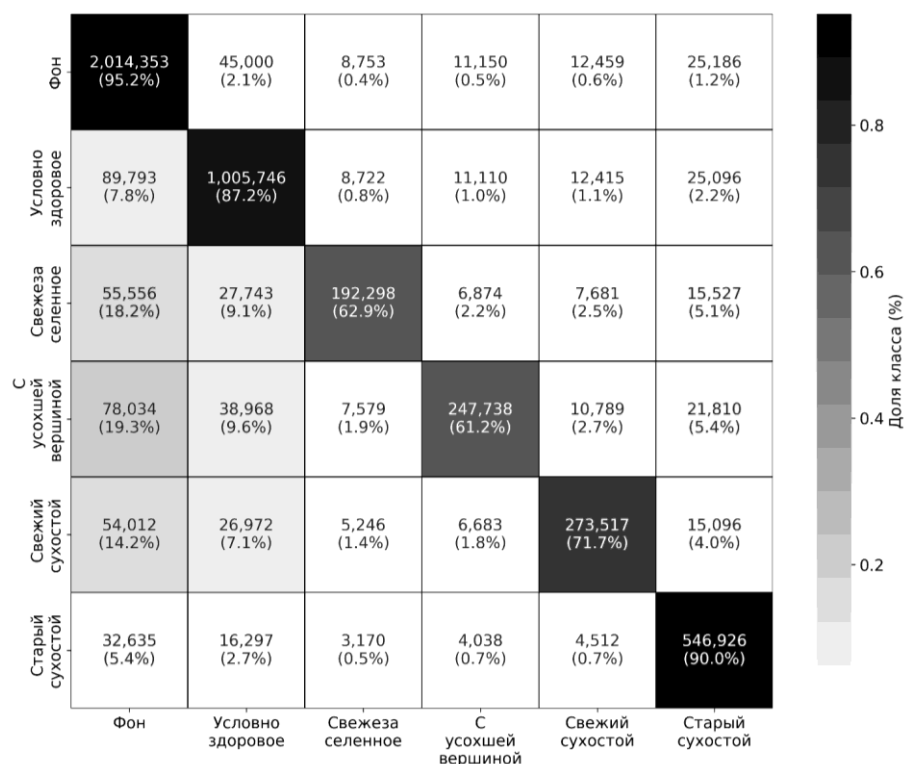 Фон
2,014,353 45,000 8,753 11,150 12,459 25,186
(95.2%) (2.1%) (0.4%) (0.5%) (0.6%) (1.2%)
Условно
здоровое
89,793 1,005,746 8,722 11,110 12,415 25,096
(7.8%) (87.2%) (0.8%) (1.0%) (1.1%) (2.2%)
Свежеза
селенное
55,556 27,743 192,298 6,874 7,681 15,527
(18.2%) (9.1%) (62.9%) (2.2%) (2.5%) (5.1%)
С
усохшей
вершиной
78,034 38,968 7,579 247,738 10,789 21,810
(19.3%) (9.6%) (1.9%) (61.2%) (2.7%) (5.4%)
Свежий
сухостой
54,012 26,972 5,246 6,683 273,517 15,096
(14.2%) (7.1%) (1.4%) (1.8%) (71.7%) (4.0%)
Старый
сухостой
32,635 16,297 3,170 4,038 4,512 546,926
(5.4%) (2.7%) (0.5%) (0.7%) (0.7%) (90.0%)
Фон Условно Свежеза С Свежий Старый
здоровое селенное усохшей сухостой сухостой
вершиной
0.8
0.6
0.4
0.2
Доля класса (%)